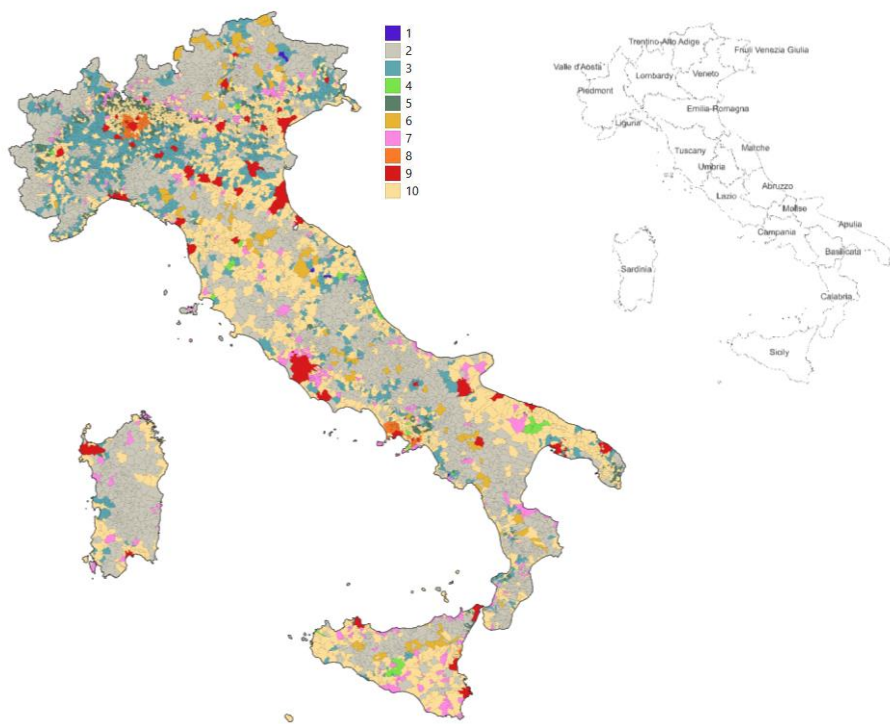 1
2
3
4
5
6
7
8
9
10
Trentino-Alto Adige
Friuli Venezia Giulia
Valle d'Aosta
Lombardy
Veneto
Piedmont
Emilia-Romagna
Liguria
Tuscany
Marche
Umbria
Lazio
Abruzzo
Molise
Apulia
Campania
Basilicata
Sardinia
Calabria
Sicily